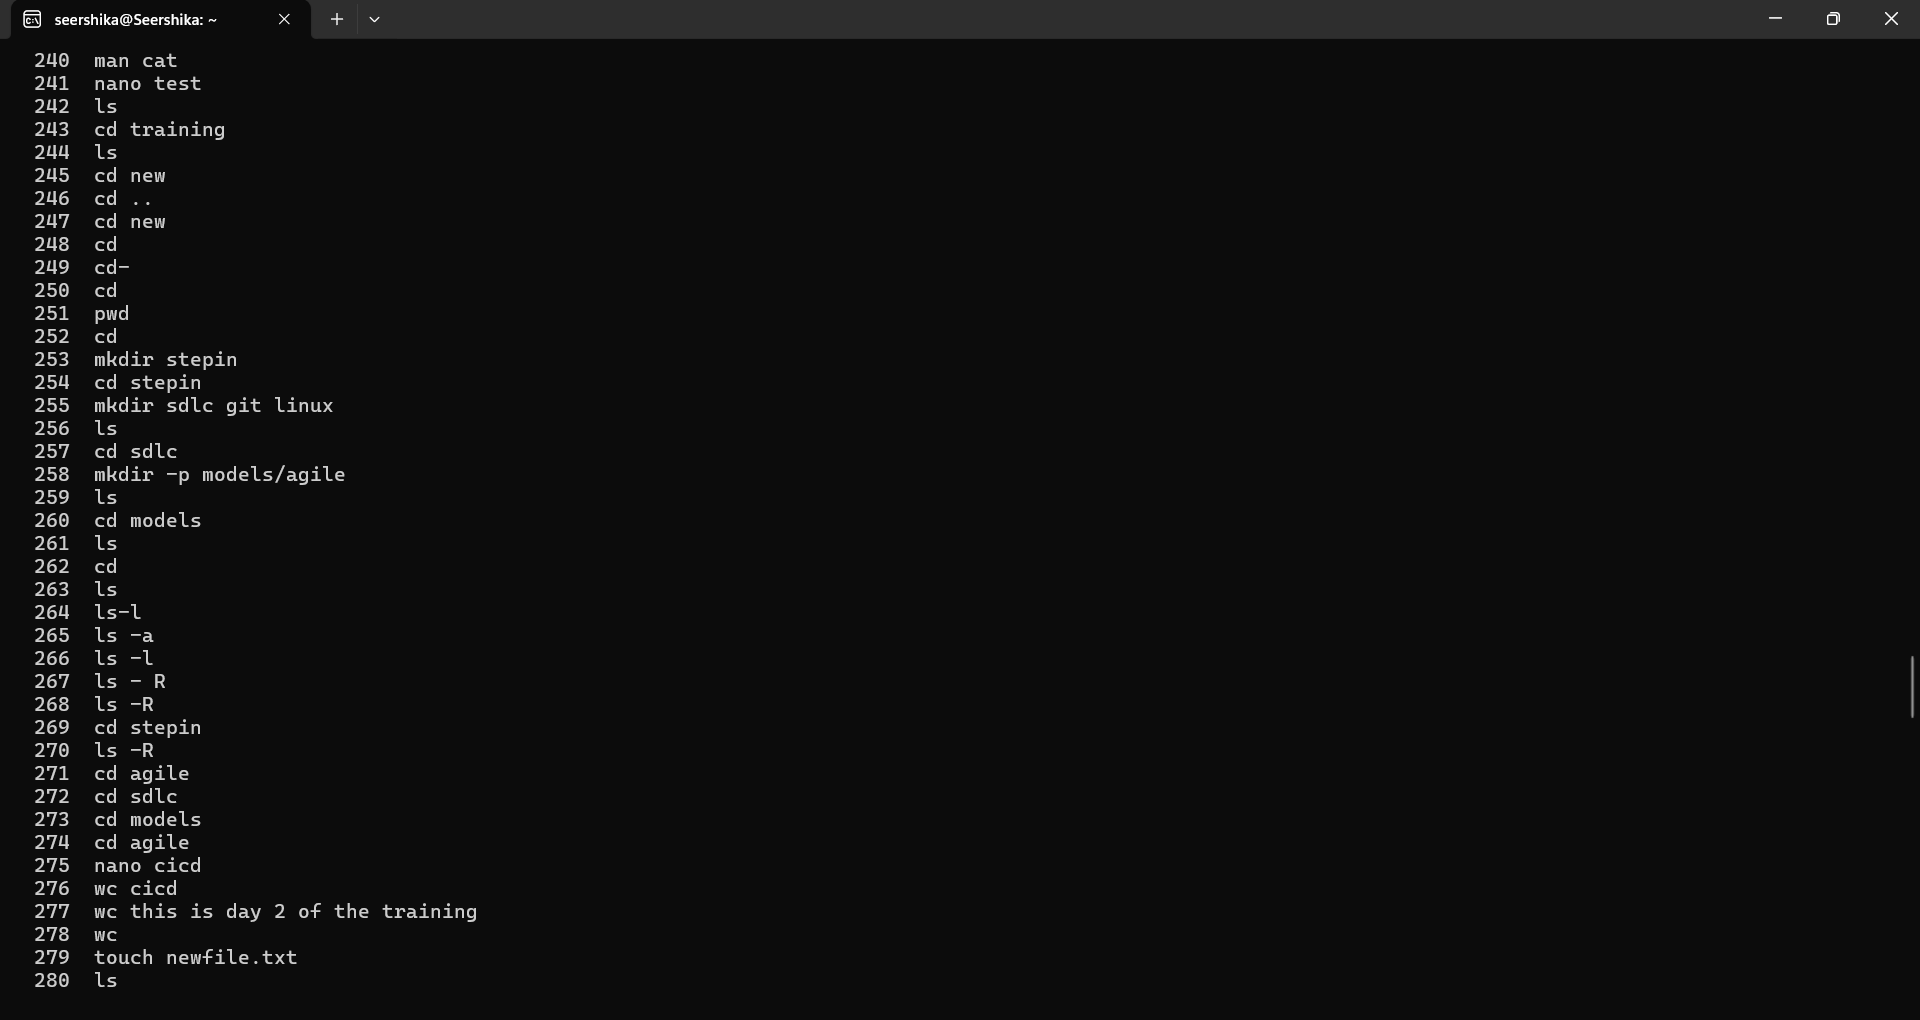 seershika@Seershika: ~
240 man cat
241 nano test
242 ls
243 cd training
244 ls
245 cd new
246 cd ..
247 cd new
248 cd
249 cd-
250 cd
251 pwd
252 cd
253 mkdir stepin
254 cd stepin
255 mkdir sdlc git linux
256 ls
257 cd sdlc
258 mkdir -p models/agile
259 ls
260 cd models
261 ls
262 cd
263 ls
264 ls-l
265 ls -a
266 ls -l
267 ls - R
268 ls -R
269 cd stepin
270 ls -R
271 cd agile
272 cd sdlc
273 cd models
274 cd agile
275 nano cicd
276 wc cicd
277 wc this is day 2 of the training
278 wc
279 touch newfile.txt
280 ls